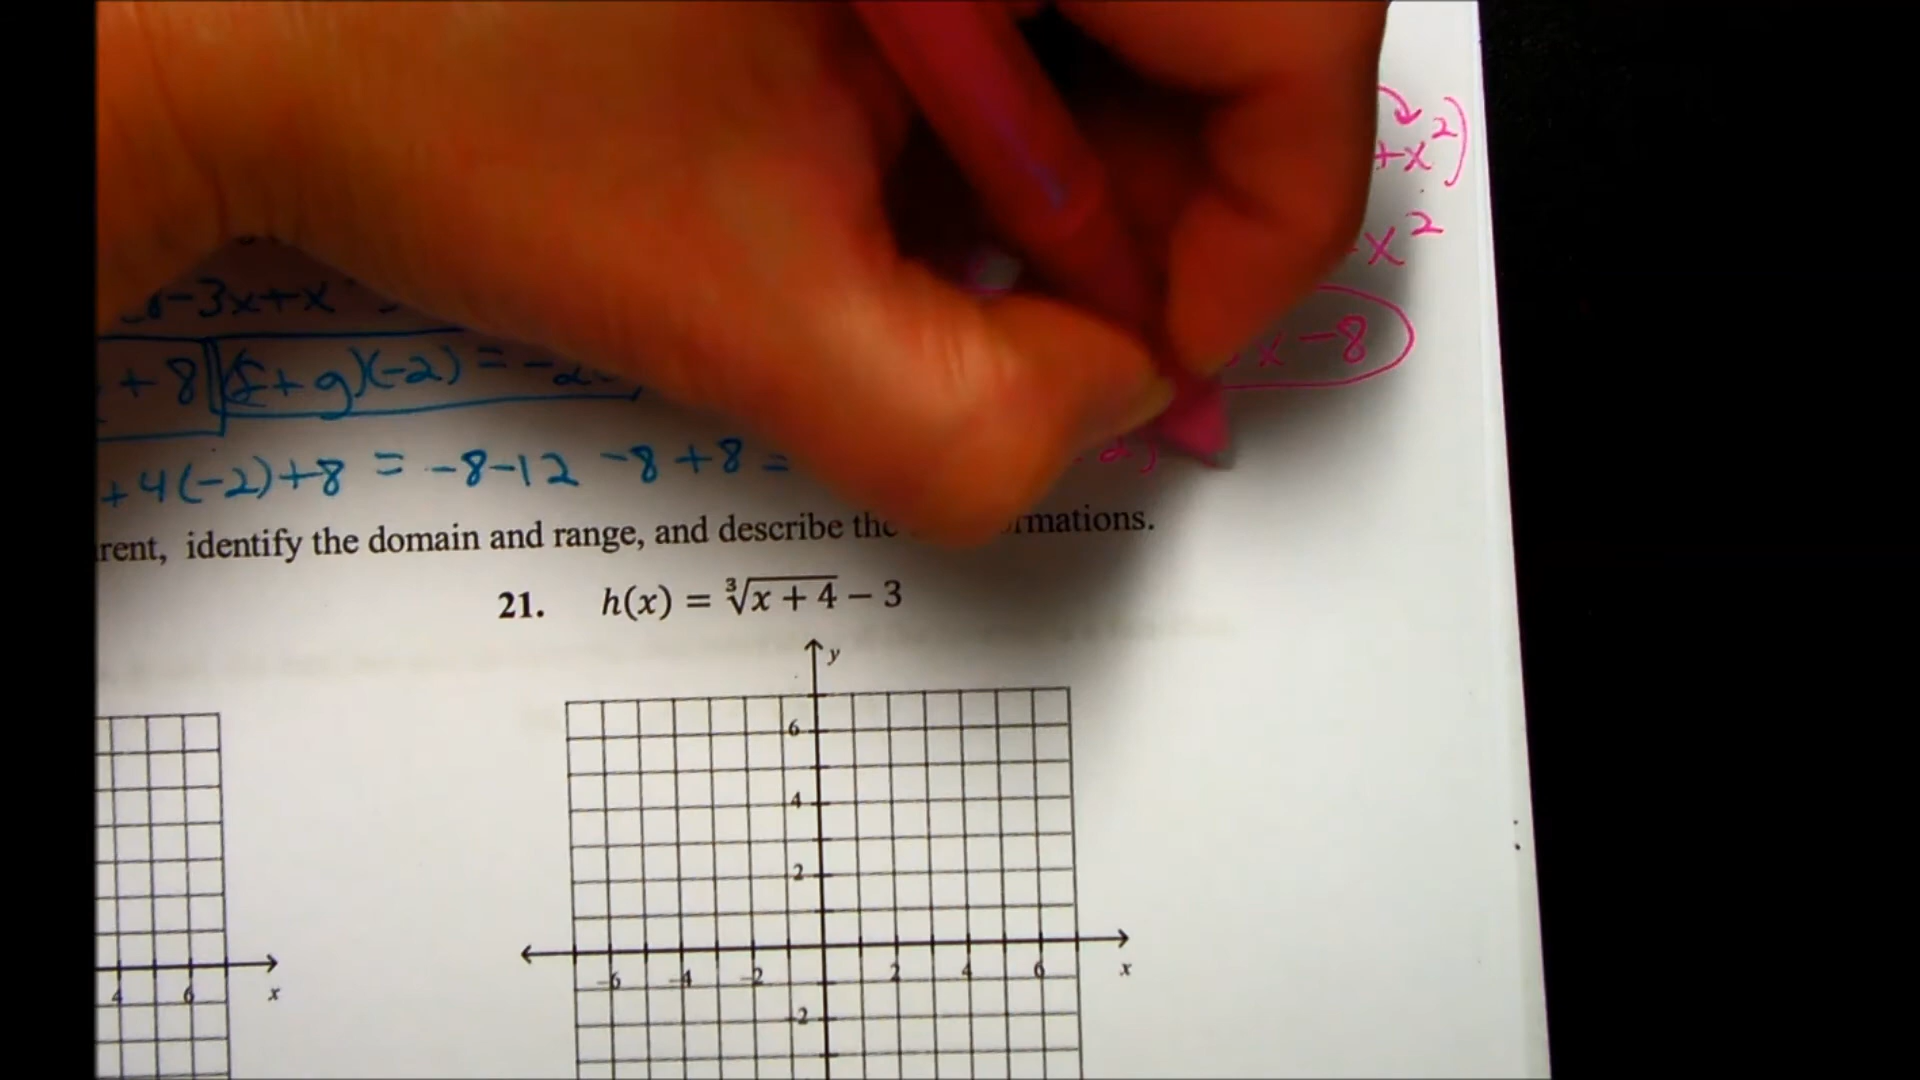 +x²)
x²
-3x+x
x-8
+ 8 (f+g)(-2) = -2
+4(-2)+8 = -8-12 -8+8 =
rent, identify the domain and range, and describe the
rmations.
21. h(x) = ∛(x + 4) − 3
y
6
4
2
-6 -4 -2 2 4 6
x
4 6
x
-2